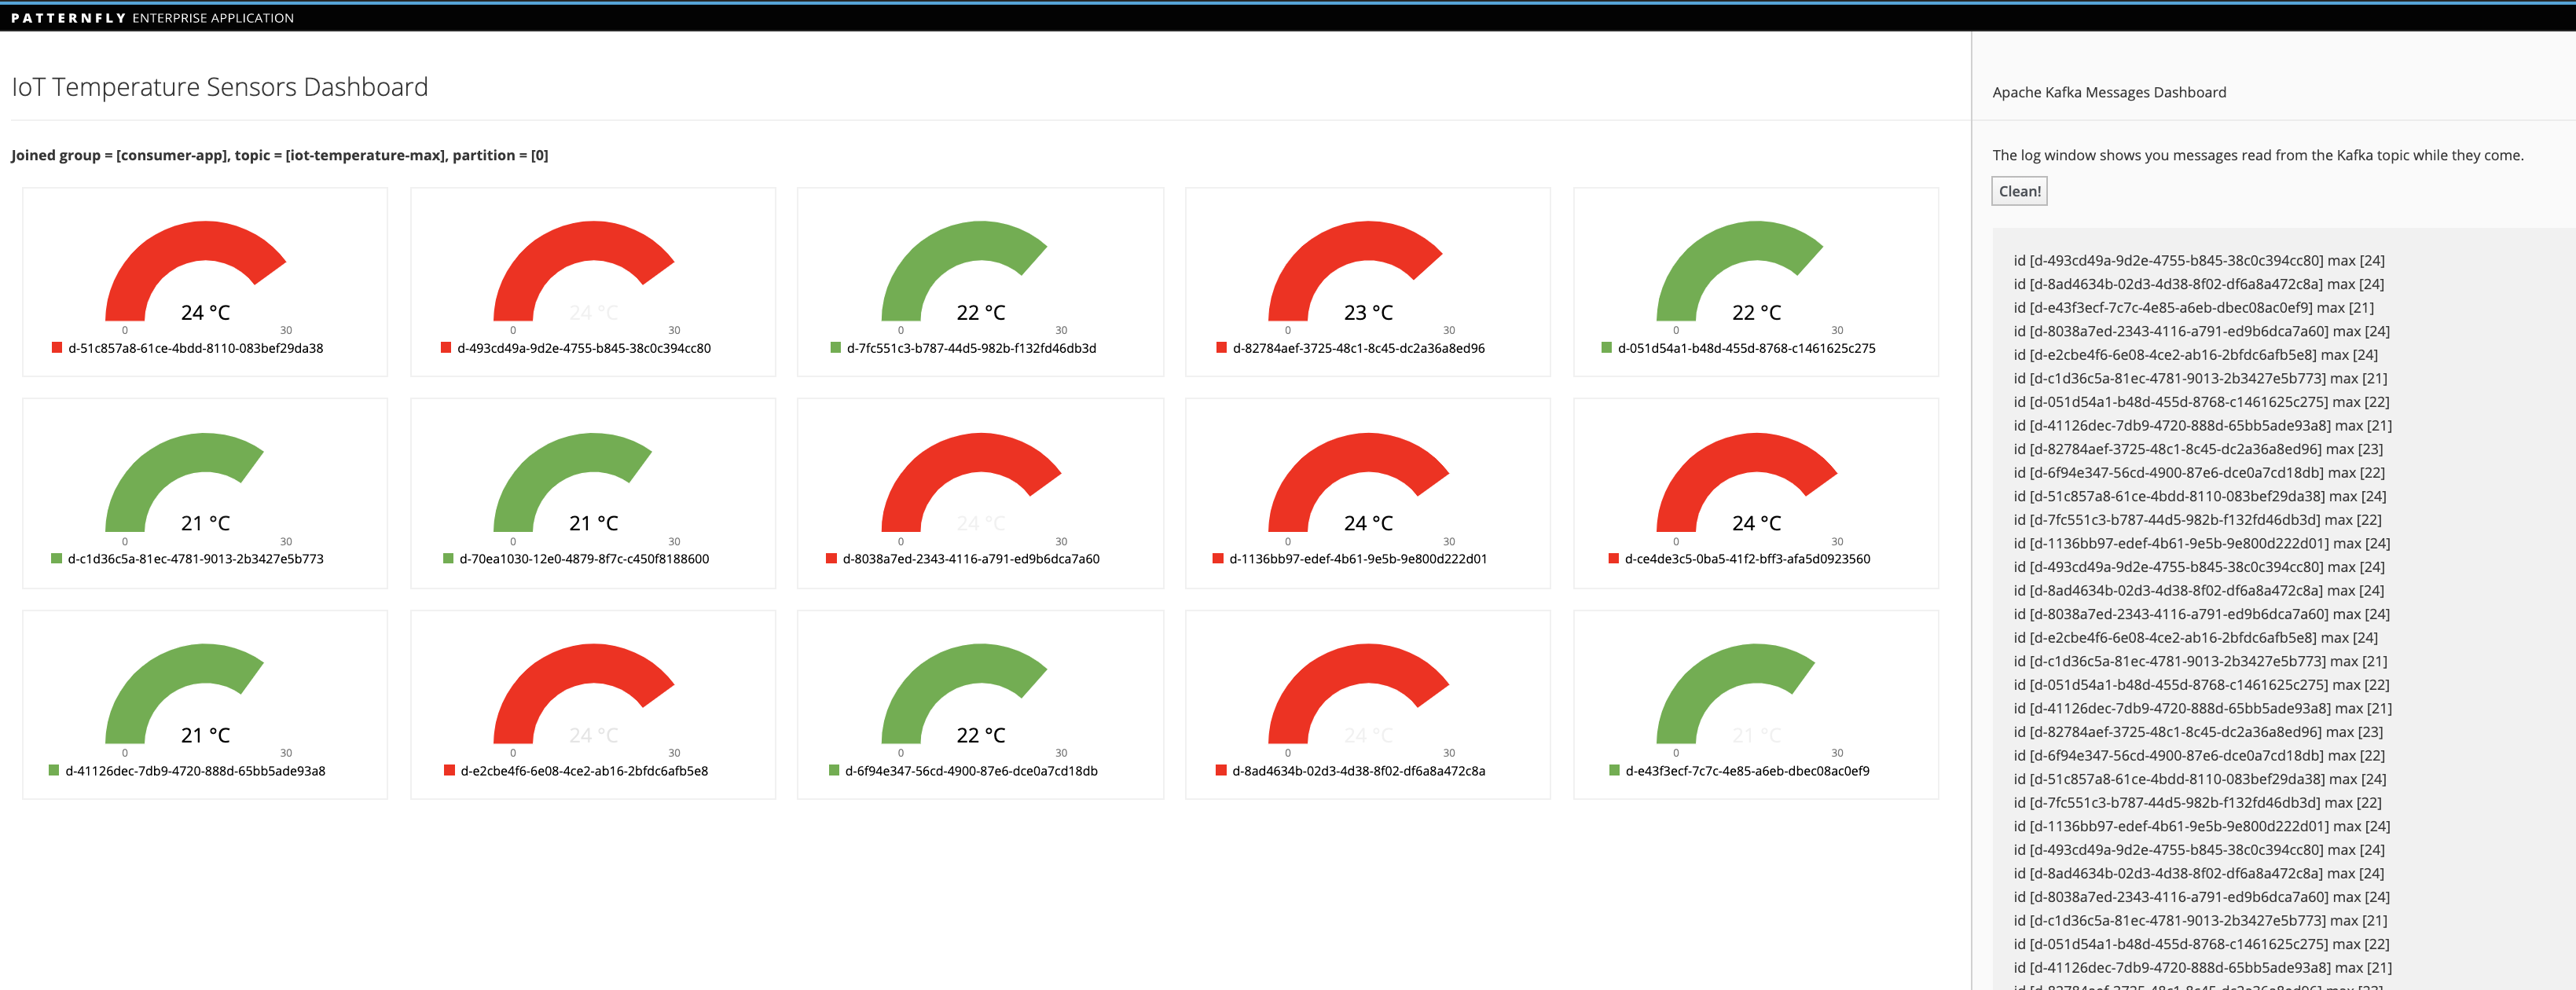 PATTERNFLY ENTERPRISE APPLICATION
IoT Temperature Sensors Dashboard
Joined group = [consumer-app], topic = [iot-temperature-max], partition = [0]
24 °C
0 30
d-51c857a8-61ce-4bdd-8110-083bef29da38
24 °C
0 30
d-493cd49a-9d2e-4755-b845-38c0c394cc80
22 °C
0 30
d-7fc551c3-b787-44d5-982b-f132fd46db3d
23 °C
0 30
d-82784aef-3725-48c1-8c45-dc2a36a8ed96
22 °C
0 30
d-051d54a1-b48d-455d-8768-c1461625c275
21 °C
0 30
d-c1d36c5a-81ec-4781-9013-2b3427e5b773
21 °C
0 30
d-70ea1030-12e0-4879-8f7c-c450f8188600
24 °C
0 30
d-8038a7ed-2343-4116-a791-ed9b6dca7a60
24 °C
0 30
d-1136bb97-edef-4b61-9e5b-9e800d222d01
24 °C
0 30
d-ce4de3c5-0ba5-41f2-bff3-afa5d0923560
21 °C
0 30
d-41126dec-7db9-4720-888d-65bb5ade93a8
24 °C
0 30
d-e2cbe4f6-6e08-4ce2-ab16-2bfdc6afb5e8
22 °C
0 30
d-6f94e347-56cd-4900-87e6-dce0a7cd18db
24 °C
0 30
d-8ad4634b-02d3-4d38-8f02-df6a8a472c8a
21 °C
0 30
d-e43f3ecf-7c7c-4e85-a6eb-dbec08ac0ef9
Apache Kafka Messages Dashboard
The log window shows you messages read from the Kafka topic while they come.
Clean!
id [d-493cd49a-9d2e-4755-b845-38c0c394cc80] max [24]
id [d-8ad4634b-02d3-4d38-8f02-df6a8a472c8a] max [24]
id [d-e43f3ecf-7c7c-4e85-a6eb-dbec08ac0ef9] max [21]
id [d-8038a7ed-2343-4116-a791-ed9b6dca7a60] max [24]
id [d-e2cbe4f6-6e08-4ce2-ab16-2bfdc6afb5e8] max [24]
id [d-c1d36c5a-81ec-4781-9013-2b3427e5b773] max [21]
id [d-051d54a1-b48d-455d-8768-c1461625c275] max [22]
id [d-41126dec-7db9-4720-888d-65bb5ade93a8] max [21]
id [d-82784aef-3725-48c1-8c45-dc2a36a8ed96] max [23]
id [d-6f94e347-56cd-4900-87e6-dce0a7cd18db] max [22]
id [d-51c857a8-61ce-4bdd-8110-083bef29da38] max [24]
id [d-7fc551c3-b787-44d5-982b-f132fd46db3d] max [22]
id [d-1136bb97-edef-4b61-9e5b-9e800d222d01] max [24]
id [d-493cd49a-9d2e-4755-b845-38c0c394cc80] max [24]
id [d-8ad4634b-02d3-4d38-8f02-df6a8a472c8a] max [24]
id [d-8038a7ed-2343-4116-a791-ed9b6dca7a60] max [24]
id [d-e2cbe4f6-6e08-4ce2-ab16-2bfdc6afb5e8] max [24]
id [d-c1d36c5a-81ec-4781-9013-2b3427e5b773] max [21]
id [d-051d54a1-b48d-455d-8768-c1461625c275] max [22]
id [d-41126dec-7db9-4720-888d-65bb5ade93a8] max [21]
id [d-82784aef-3725-48c1-8c45-dc2a36a8ed96] max [23]
id [d-6f94e347-56cd-4900-87e6-dce0a7cd18db] max [22]
id [d-51c857a8-61ce-4bdd-8110-083bef29da38] max [24]
id [d-7fc551c3-b787-44d5-982b-f132fd46db3d] max [22]
id [d-1136bb97-edef-4b61-9e5b-9e800d222d01] max [24]
id [d-493cd49a-9d2e-4755-b845-38c0c394cc80] max [24]
id [d-8ad4634b-02d3-4d38-8f02-df6a8a472c8a] max [24]
id [d-8038a7ed-2343-4116-a791-ed9b6dca7a60] max [24]
id [d-c1d36c5a-81ec-4781-9013-2b3427e5b773] max [21]
id [d-051d54a1-b48d-455d-8768-c1461625c275] max [22]
id [d-41126dec-7db9-4720-888d-65bb5ade93a8] max [21]